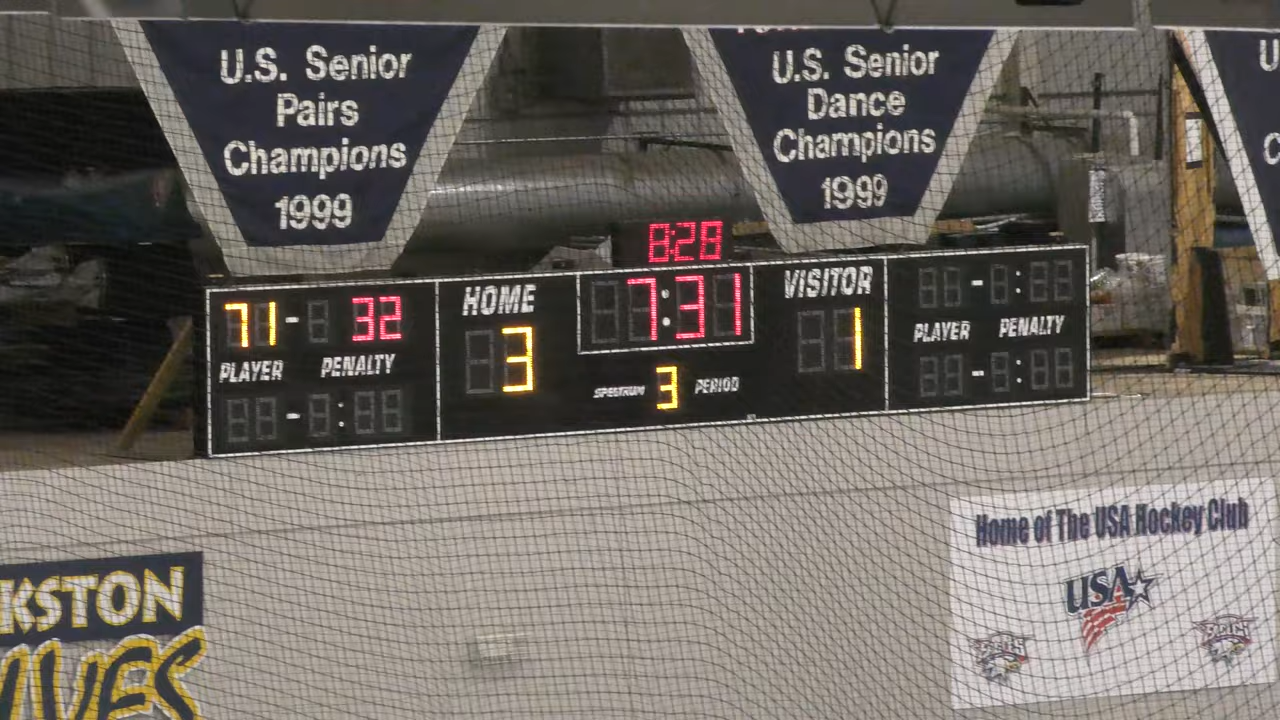 U.S. Senior
Pairs
Champions
1999
U.S. Senior
Dance
Champions
1999
8:28
71 - 32
PLAYER PENALTY
HOME
3
7:31
SPECTRUM 3 PERIOD
VISITOR
1
PLAYER PENALTY
Home of The USA Hockey Club
USA
KSTON